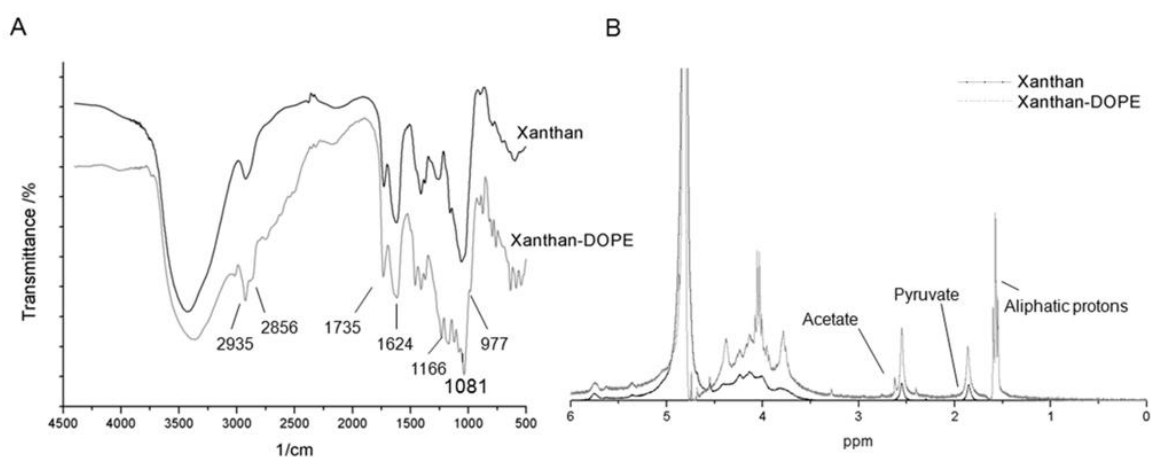 A
B
Transmittance /%
Xanthan
Xanthan-DOPE
2935
2856
1735
1624
1166
1081
977
4500 4000 3500 3000 2500 2000 1500 1000 500
1/cm
Xanthan
Xanthan-DOPE
Acetate
Pyruvate
Aliphatic protons
6 5 4 3 2 1 0
ppm